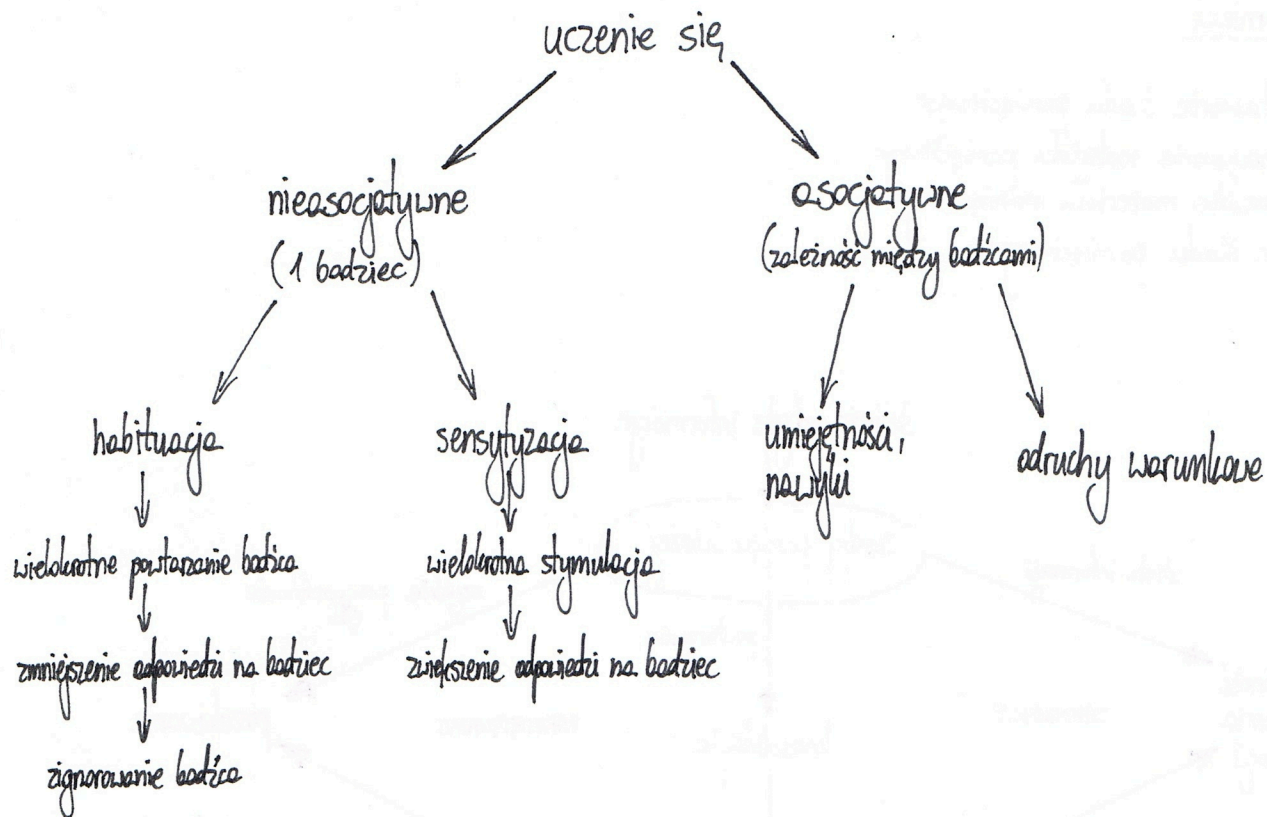 uczenie się
nieasocjatywne
(1 bodziec)
asocjatywne
(zależność między bodźcami)
habituacja
sensytyzacja
umiejętności,
nawyki
odruchy warunkowe
wielokrotne powtarzanie bodźca
wielokrotna stymulacja
zmniejszenie odpowiedzi na bodziec
zwiększenie odpowiedzi na bodziec
zignorowanie bodźca